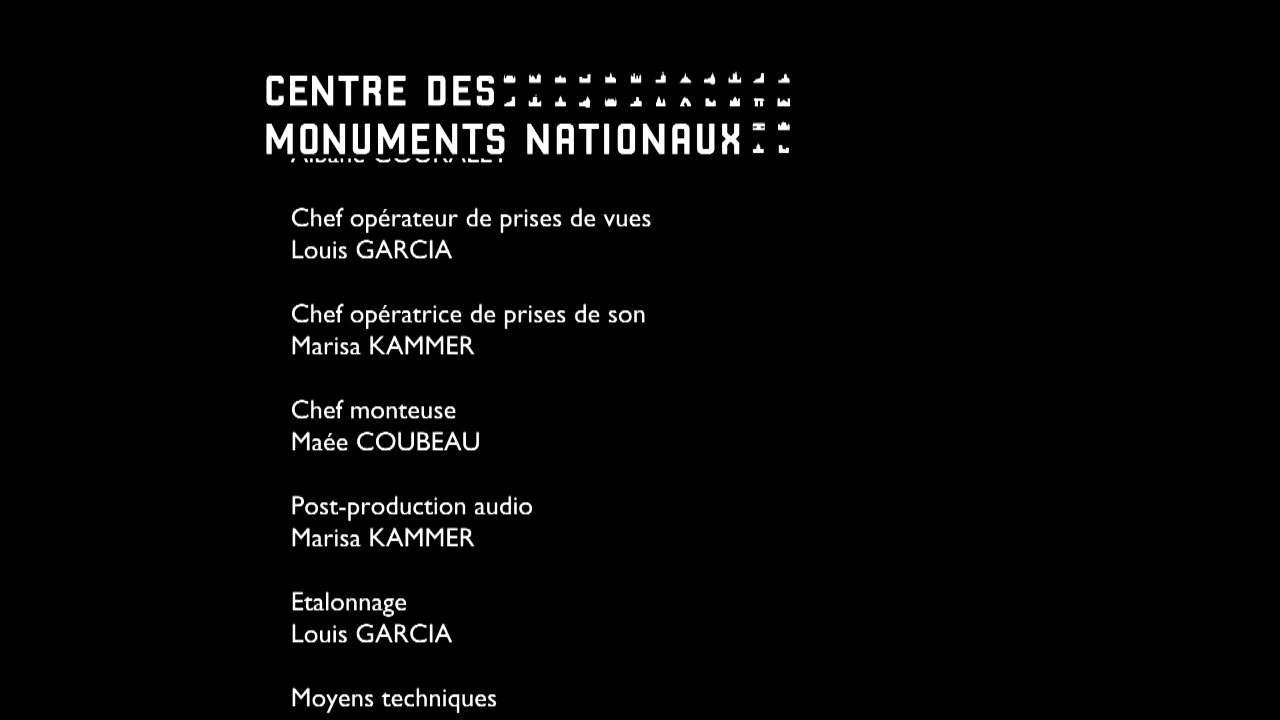 CENTRE DES
MONUMENTS NATIONAUX
Chef opérateur de prises de vues
Louis GARCIA
Chef opératrice de prises de son
Marisa KAMMER
Chef monteuse
Maée COUBEAU
Post-production audio
Marisa KAMMER
Etalonnage
Louis GARCIA
Moyens techniques